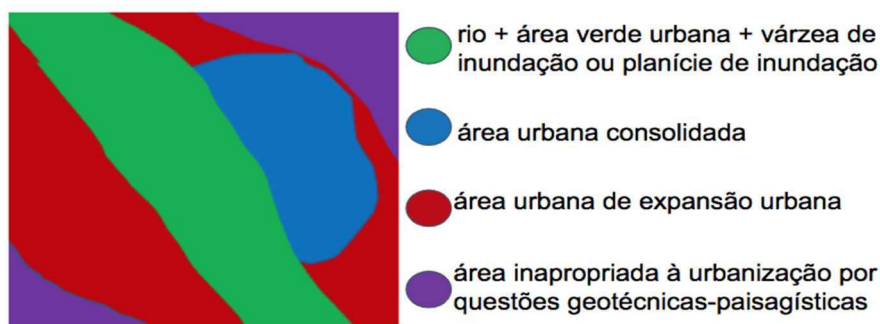 rio + área verde urbana + várzea de
inundação ou planície de inundação
área urbana consolidada
área urbana de expansão urbana
área inapropriada à urbanização por
questões geotécnicas-paisagísticas